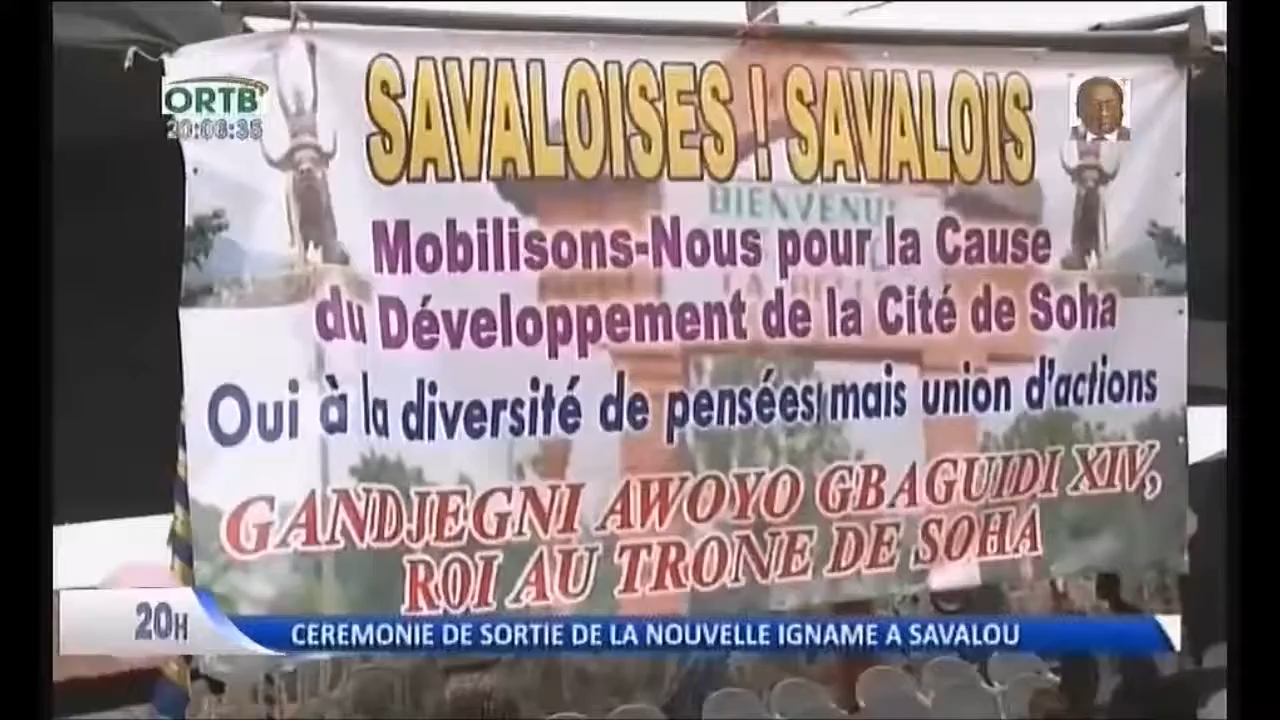 ORTB
20:06:35
SAVALOISES ! SAVALOIS
BIENVENU
Mobilisons-Nous pour la Cause
du Développement de la Cité de Soha
Oui à la diversité de pensées, mais union d'actions
GANDJEGNI AWOYO GBAGUIDI XIV,
ROI AU TRONE DE SOHA
20H
CEREMONIE DE SORTIE DE LA NOUVELLE IGNAME A SAVALOU